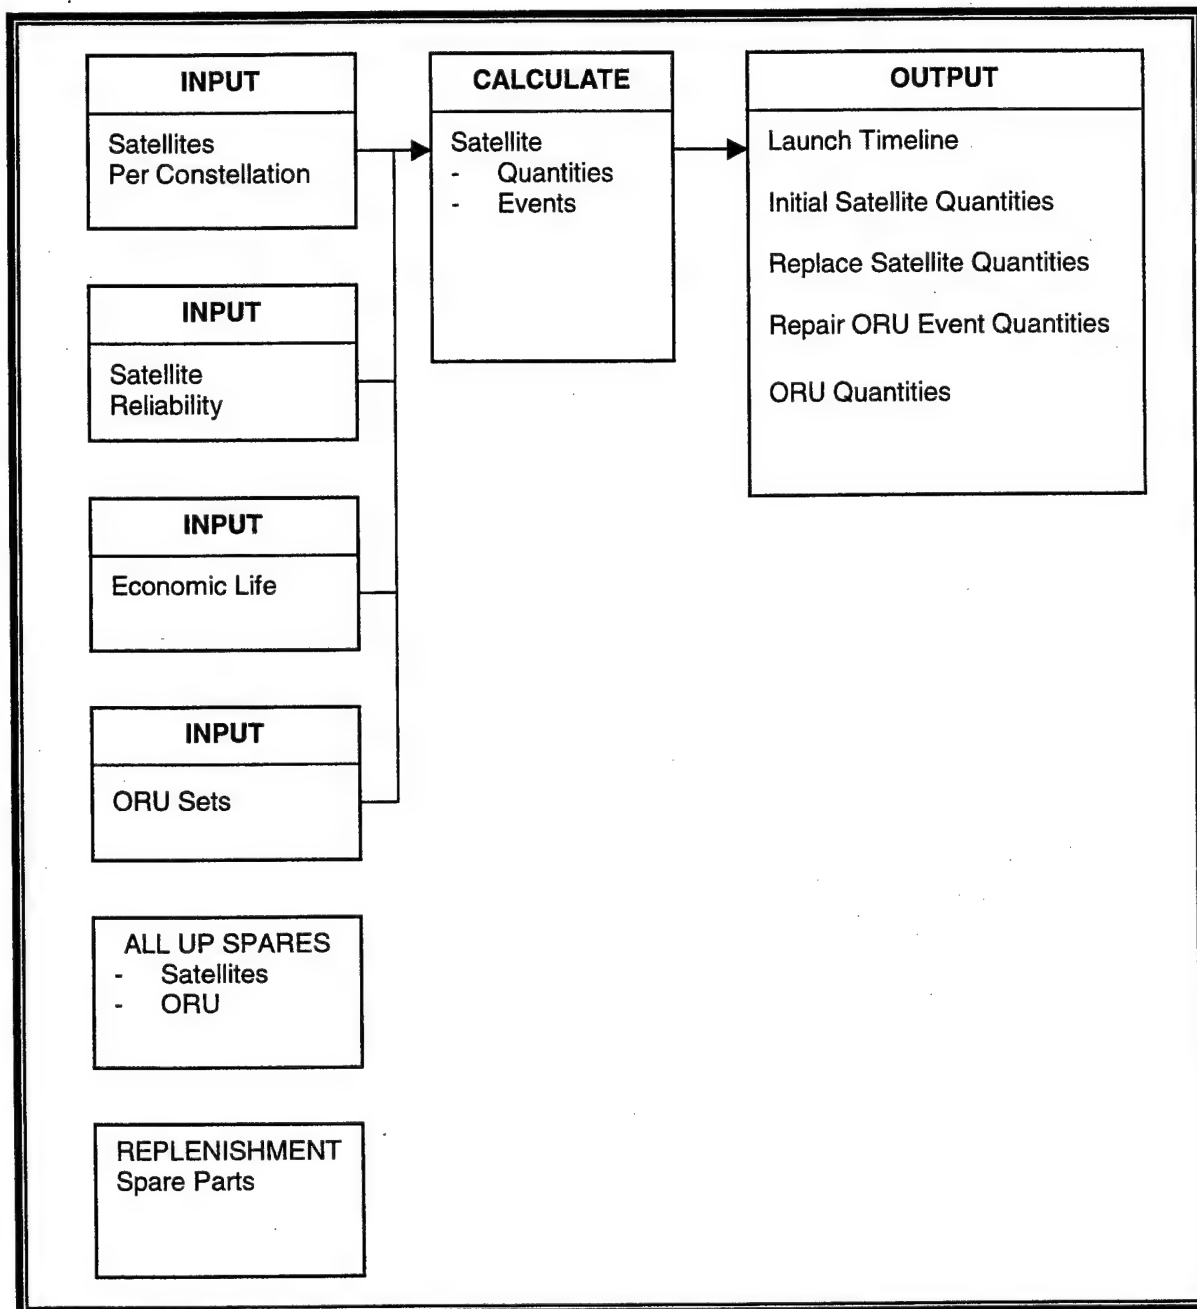 INPUT
Satellites
Per Constellation
INPUT
Satellite
Reliability
INPUT
Economic Life
INPUT
ORU Sets
ALL UP SPARES
- Satellites
- ORU
REPLENISHMENT
Spare Parts
CALCULATE
Satellite
- Quantities
- Events
OUTPUT
Launch Timeline
Initial Satellite Quantities
Replace Satellite Quantities
Repair ORU Event Quantities
ORU Quantities